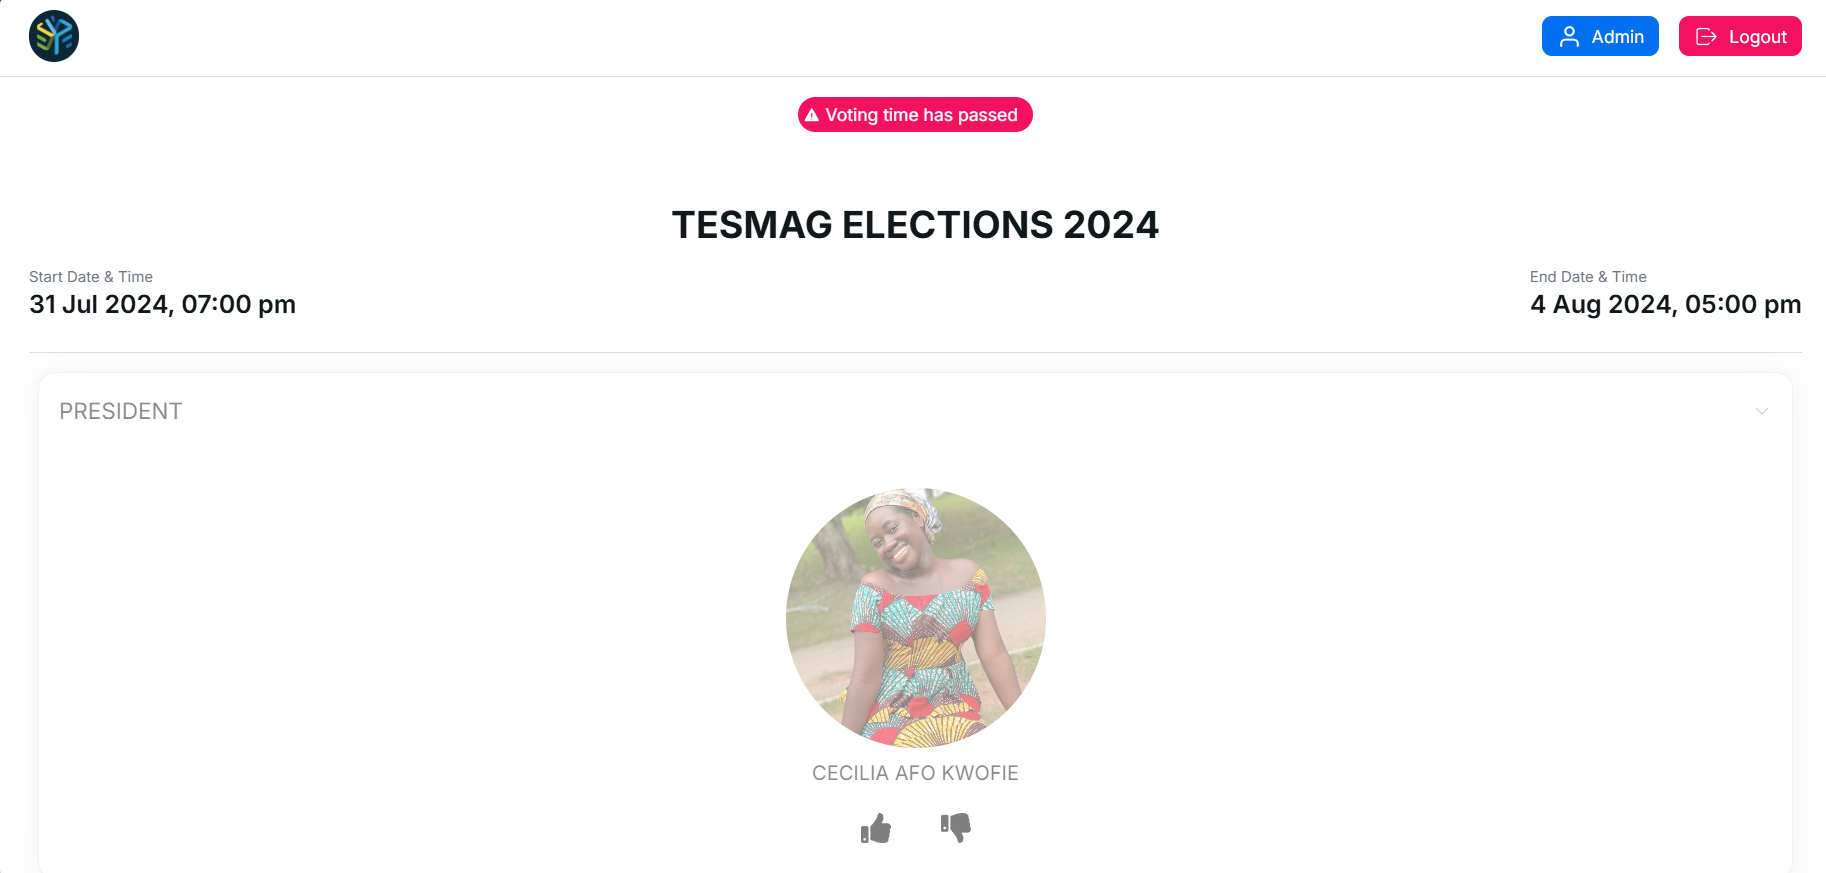 Admin
Logout
Voting time has passed
TESMAG ELECTIONS 2024
Start Date & Time
End Date & Time
31 Jul 2024, 07:00 pm
4 Aug 2024, 05:00 pm
PRESIDENT
CECILIA AFO KWOFIE